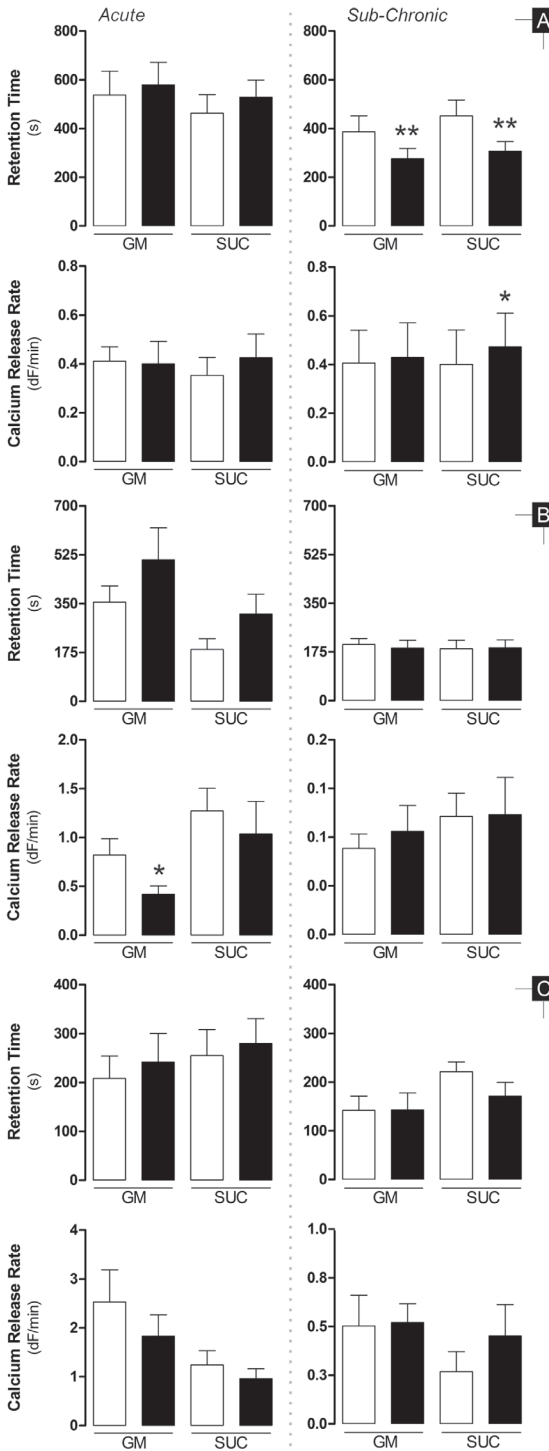 Acute
Sub-Chronic
A
Retention Time
(s)
800
600
400
200
0
GM
SUC
800
600
400
200
0
**
**
GM
SUC
Calcium Release Rate
(dF/min)
0.8
0.6
0.4
0.2
0.0
GM
SUC
0.8
0.6
0.4
0.2
0.0
*
GM
SUC
B
Retention Time
(s)
700
525
350
175
0
GM
SUC
700
525
350
175
0
GM
SUC
Calcium Release Rate
(dF/min)
2.0
1.5
1.0
0.5
0.0
*
GM
SUC
0.2
0.1
0.1
0.0
0.0
GM
SUC
C
Retention Time
(s)
400
300
200
100
0
GM
SUC
400
300
200
100
0
GM
SUC
Calcium Release Rate
(dF/min)
4
3
2
1
0
GM
SUC
1.0
0.8
0.5
0.3
0.0
GM
SUC